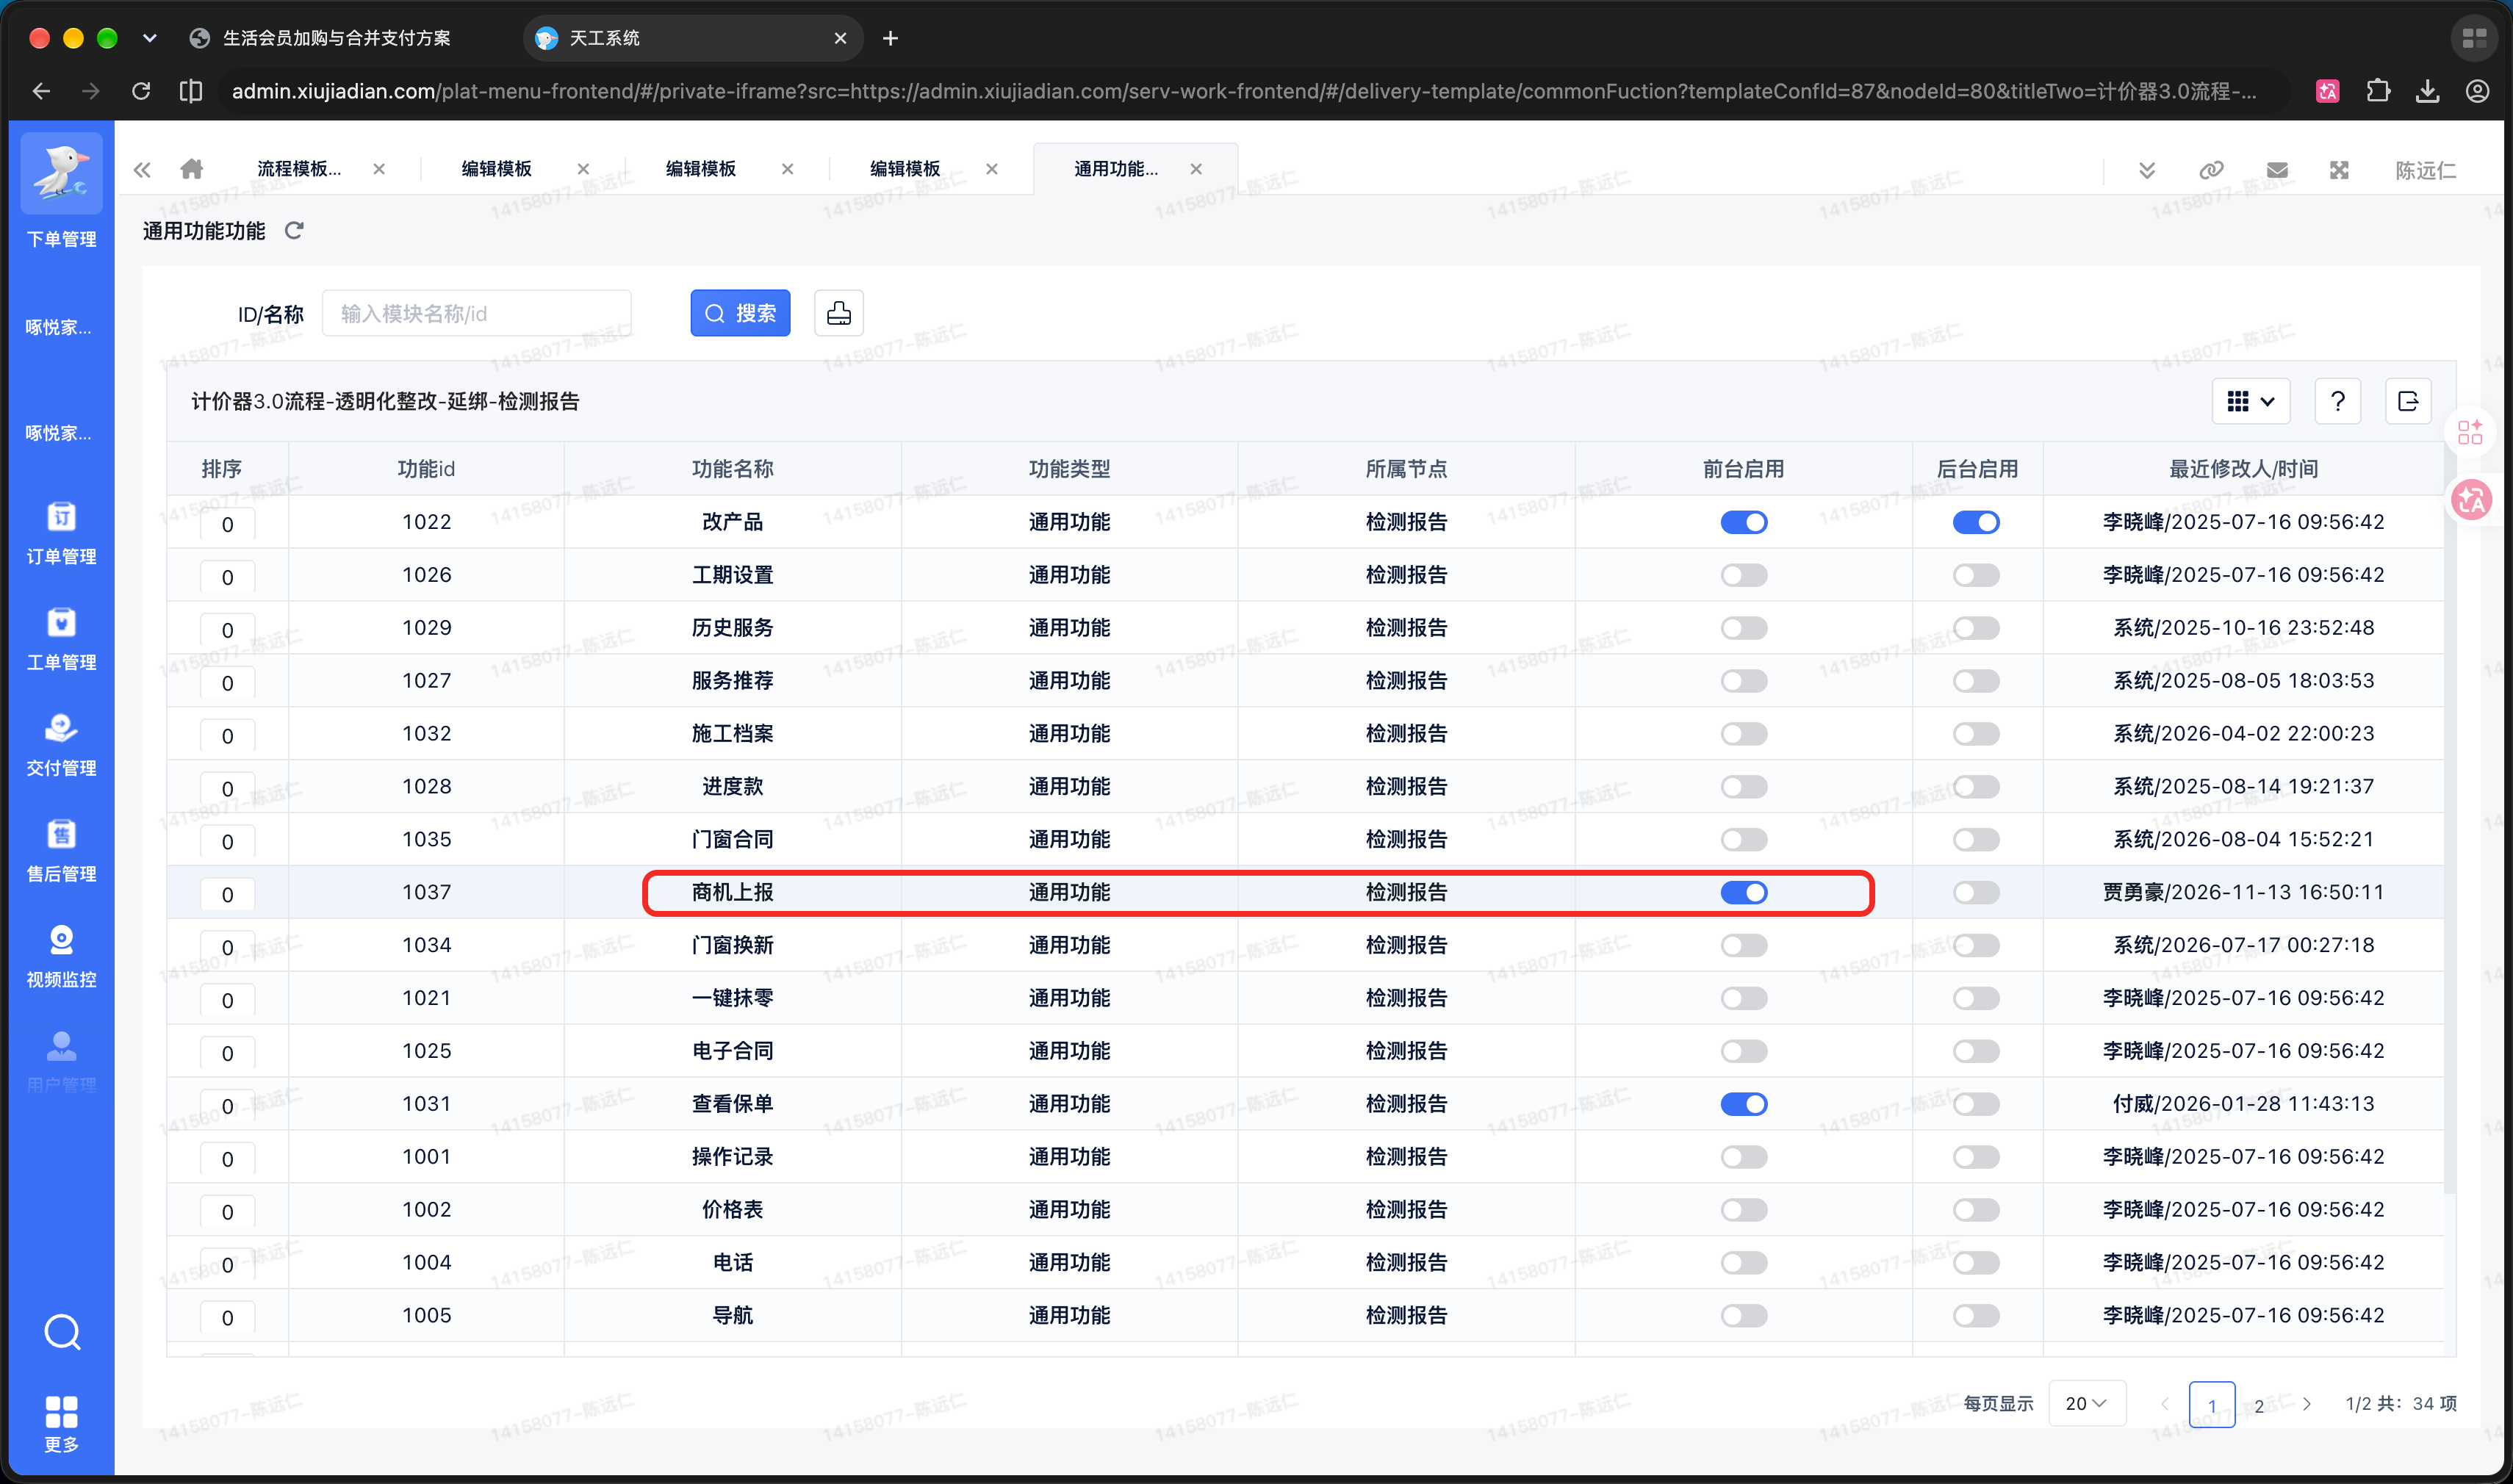 生活会员加购与合并支付方案
天工系统
admin.xiujiadian.com/plat-menu-frontend/#/private-iframe?src=https://admin.xiujiadian.com/serv-work-frontend/#/delivery-template/commonFuction?templateConfId=87&nodeId=80&titleTwo=计价器3.0流程-...
流程模板...
编辑模板
编辑模板
编辑模板
通用功能...
陈远仁
下单管理
啄悦家...
啄悦家...
订
订单管理
工单管理
交付管理
售
售后管理
视频监控
用户管理
更多
通用功能功能
ID/名称 输入模块名称/id 搜索
计价器3.0流程-透明化整改-延绑-检测报告
排序 功能id 功能名称 功能类型 所属节点 前台启用 后台启用 最近修改人/时间
0 1022 改产品 通用功能 检测报告 李晓峰/2025-07-16 09:56:42
0 1026 工期设置 通用功能 检测报告 李晓峰/2025-07-16 09:56:42
0 1029 历史服务 通用功能 检测报告 系统/2025-10-16 23:52:48
0 1027 服务推荐 通用功能 检测报告 系统/2025-08-05 18:03:53
0 1032 施工档案 通用功能 检测报告 系统/2026-04-02 22:00:23
0 1028 进度款 通用功能 检测报告 系统/2025-08-14 19:21:37
0 1035 门窗合同 通用功能 检测报告 系统/2026-08-04 15:52:21
0 1037 商机上报 通用功能 检测报告 贾勇豪/2026-11-13 16:50:11
0 1034 门窗换新 通用功能 检测报告 系统/2026-07-17 00:27:18
0 1021 一键抹零 通用功能 检测报告 李晓峰/2025-07-16 09:56:42
0 1025 电子合同 通用功能 检测报告 李晓峰/2025-07-16 09:56:42
0 1031 查看保单 通用功能 检测报告 付威/2026-01-28 11:43:13
0 1001 操作记录 通用功能 检测报告 李晓峰/2025-07-16 09:56:42
0 1002 价格表 通用功能 检测报告 李晓峰/2025-07-16 09:56:42
0 1004 电话 通用功能 检测报告 李晓峰/2025-07-16 09:56:42
0 1005 导航 通用功能 检测报告 李晓峰/2025-07-16 09:56:42
每页显示 20 1 2 1/2 共：34 项
14158077-陈远仁